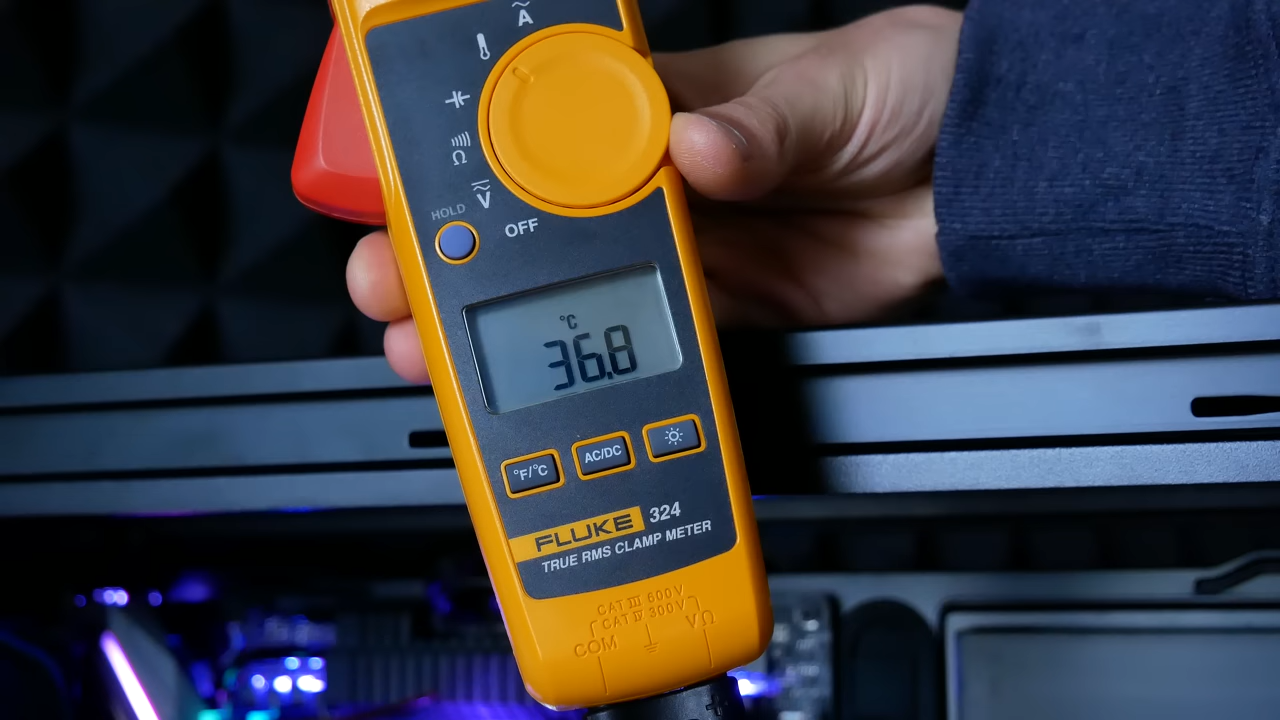 A
Ω
V
HOLD
OFF
°C
36.8
°F/°C
AC/DC
FLUKE 324
TRUE RMS CLAMP METER
CAT III 600V
CAT IV 300V
COM
VΩ